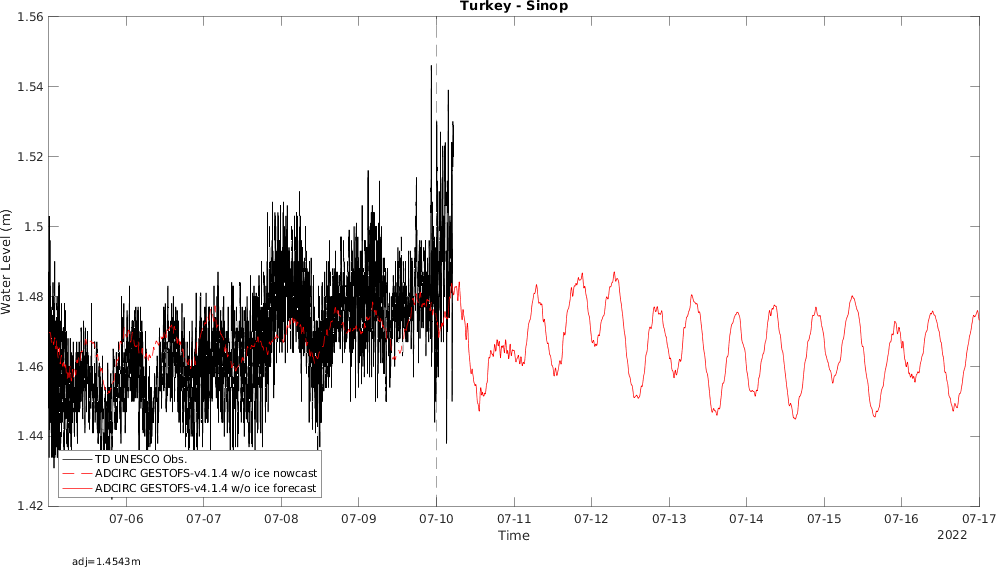 Turkey - Sinop
1.56
1.54
1.52
1.5
1.48
1.46
1.44
1.42
Water Level (m)
TD UNESCO Obs.
ADCIRC GESTOFS-v4.1.4 w/o ice nowcast
ADCIRC GESTOFS-v4.1.4 w/o ice forecast
07-06 07-07 07-08 07-09 07-10 07-11 07-12 07-13 07-14 07-15 07-16 07-17
Time
2022
adj=1.4543m